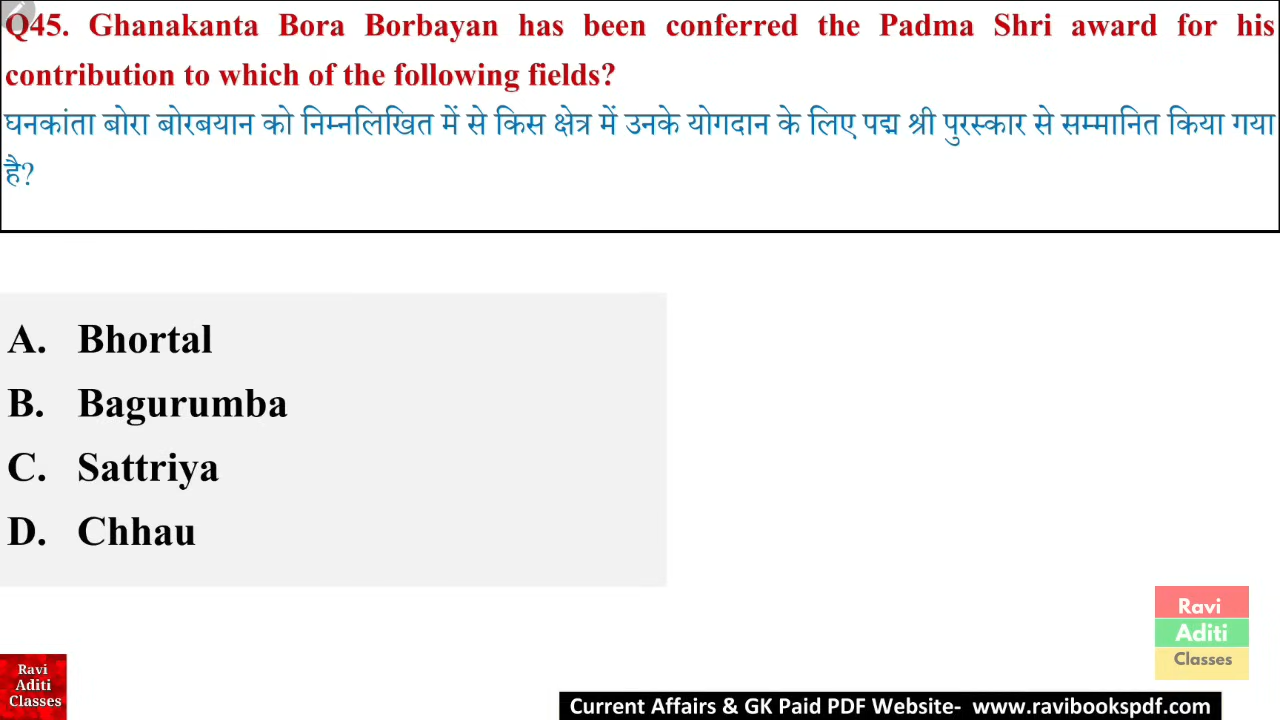 Q45. Ghanakanta Bora Borbayan has been conferred the Padma Shri award for his
contribution to which of the following fields?
घनकांता बोरा बोरबयान को निम्नलिखित में से किस क्षेत्र में उनके योगदान के लिए पद्म श्री पुरस्कार से सम्मानित किया गया
है?
A. Bhortal
B. Bagurumba
C. Sattriya
D. Chhau
Ravi
Aditi
Classes
Ravi
Aditi
Classes
Current Affairs & GK Paid PDF Website- www.ravibookspdf.com